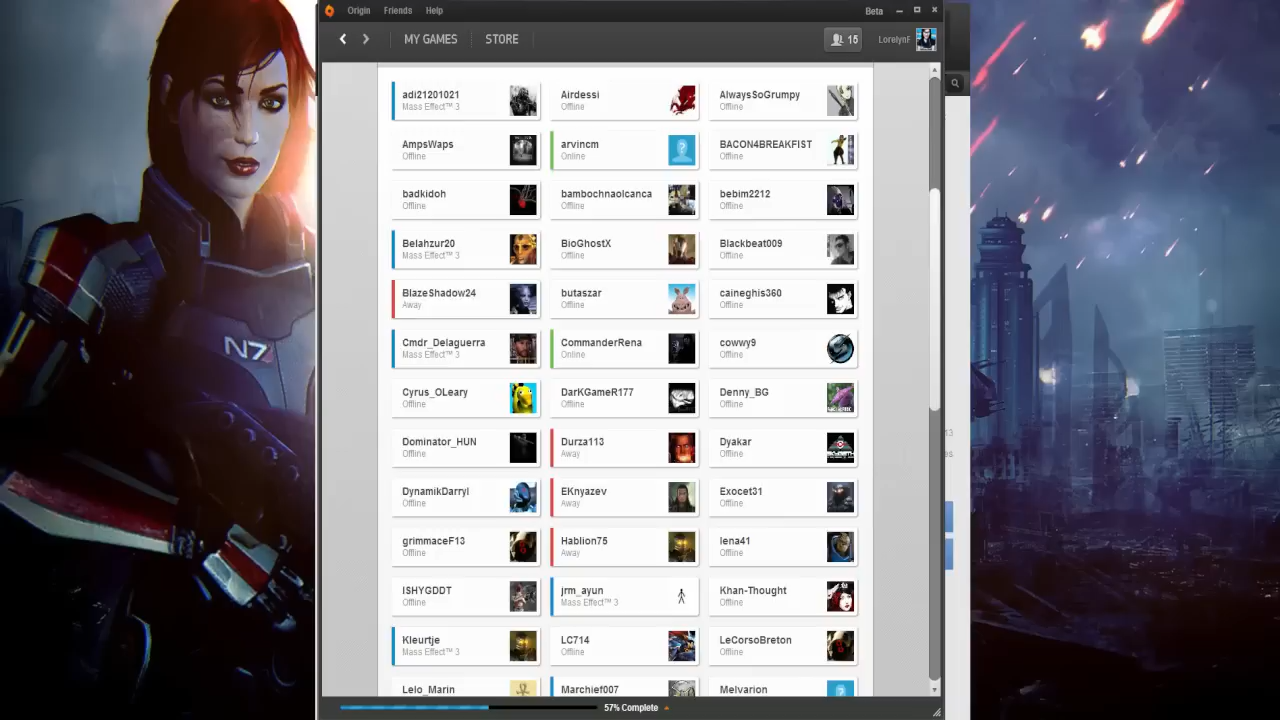 Origin Friends Help Beta
MY GAMES STORE 15 LorelynF
adi21201021 Airdessi AlwaysSoGrumpy
Mass Effect™ 3 Offline Offline
AmpsWaps arvincm BACON4BREAKFIST
Offline Online Offline
badkidoh bambochnaolcanca bebim2212
Offline Offline Offline
Belahzur20 BioGhostX Blackbeat009
Mass Effect™ 3 Offline Offline
BlazeShadow24 butaszar caineghis360
Away Offline Offline
Cmdr_Delaguerra CommanderRena cowwy9
Mass Effect™ 3 Online Offline
Cyrus_OLeary DarKGameR177 Denny_BG
Offline Offline Offline
Dominator_HUN Durza113 Dyakar
Offline Away Offline
DynamikDarryl EKnyazev Exocet31
Offline Away Offline
grimmaceF13 Hablion75 Iena41
Offline Away Offline
ISHYGDDT jrm_ayun Khan-Thought
Offline Mass Effect™ 3 Offline
Kleurtje LC714 LeCorsoBreton
Mass Effect™ 3 Offline Offline
Lelo_Marin Marchief007 Melvarion
57% Complete
N7